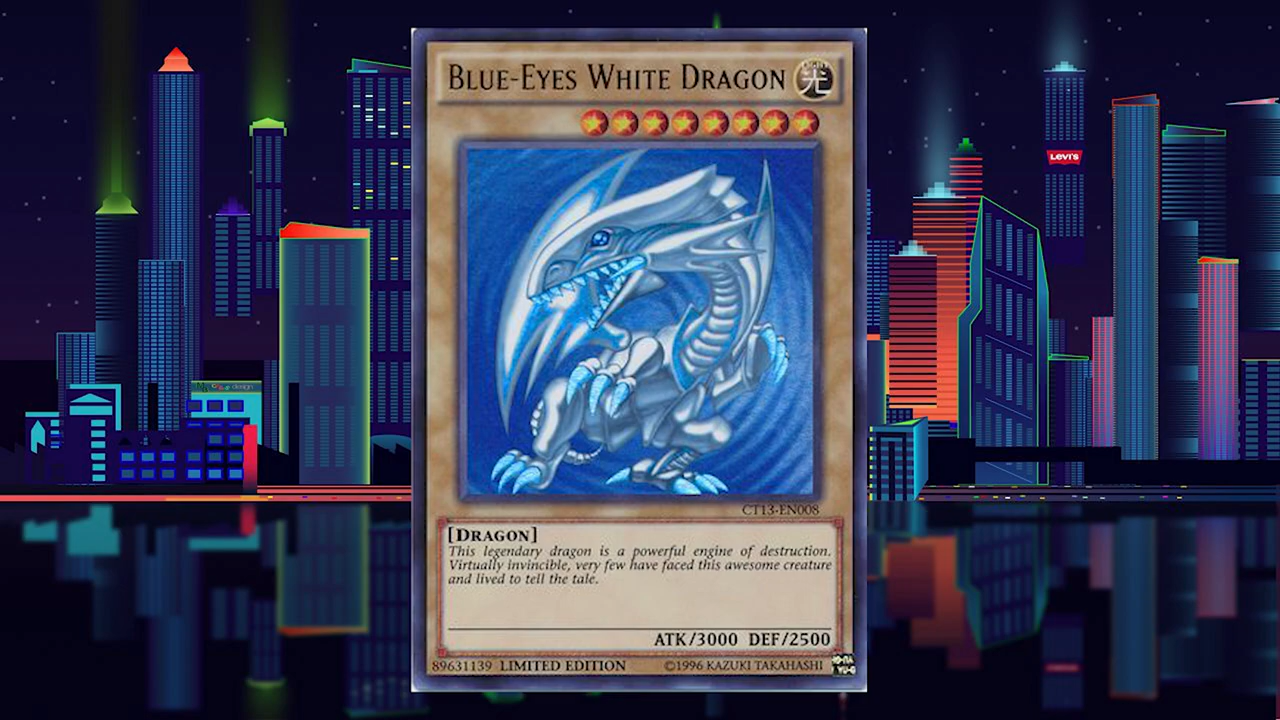 BLUE-EYES WHITE DRAGON
LIGHT
光
LEVI'S
design
CT13-EN008
[DRAGON]
This legendary dragon is a powerful engine of destruction.
Virtually invincible, very few have faced this awesome creature
and lived to tell the tale.
ATK/3000 DEF/2500
89631139 LIMITED EDITION ©1996 KAZUKI TAKAHASHI